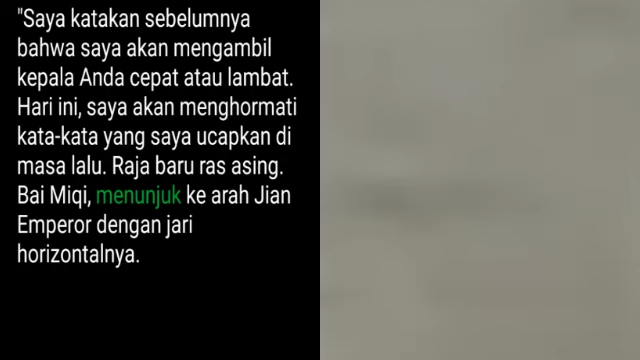 "Saya katakan sebelumnya
bahwa saya akan mengambil
kepala Anda cepat atau lambat.
Hari ini, saya akan menghormati
kata-kata yang saya ucapkan di
masa lalu. Raja baru ras asing.
Bai Miqi, menunjuk ke arah Jian
Emperor dengan jari
horizontalnya.